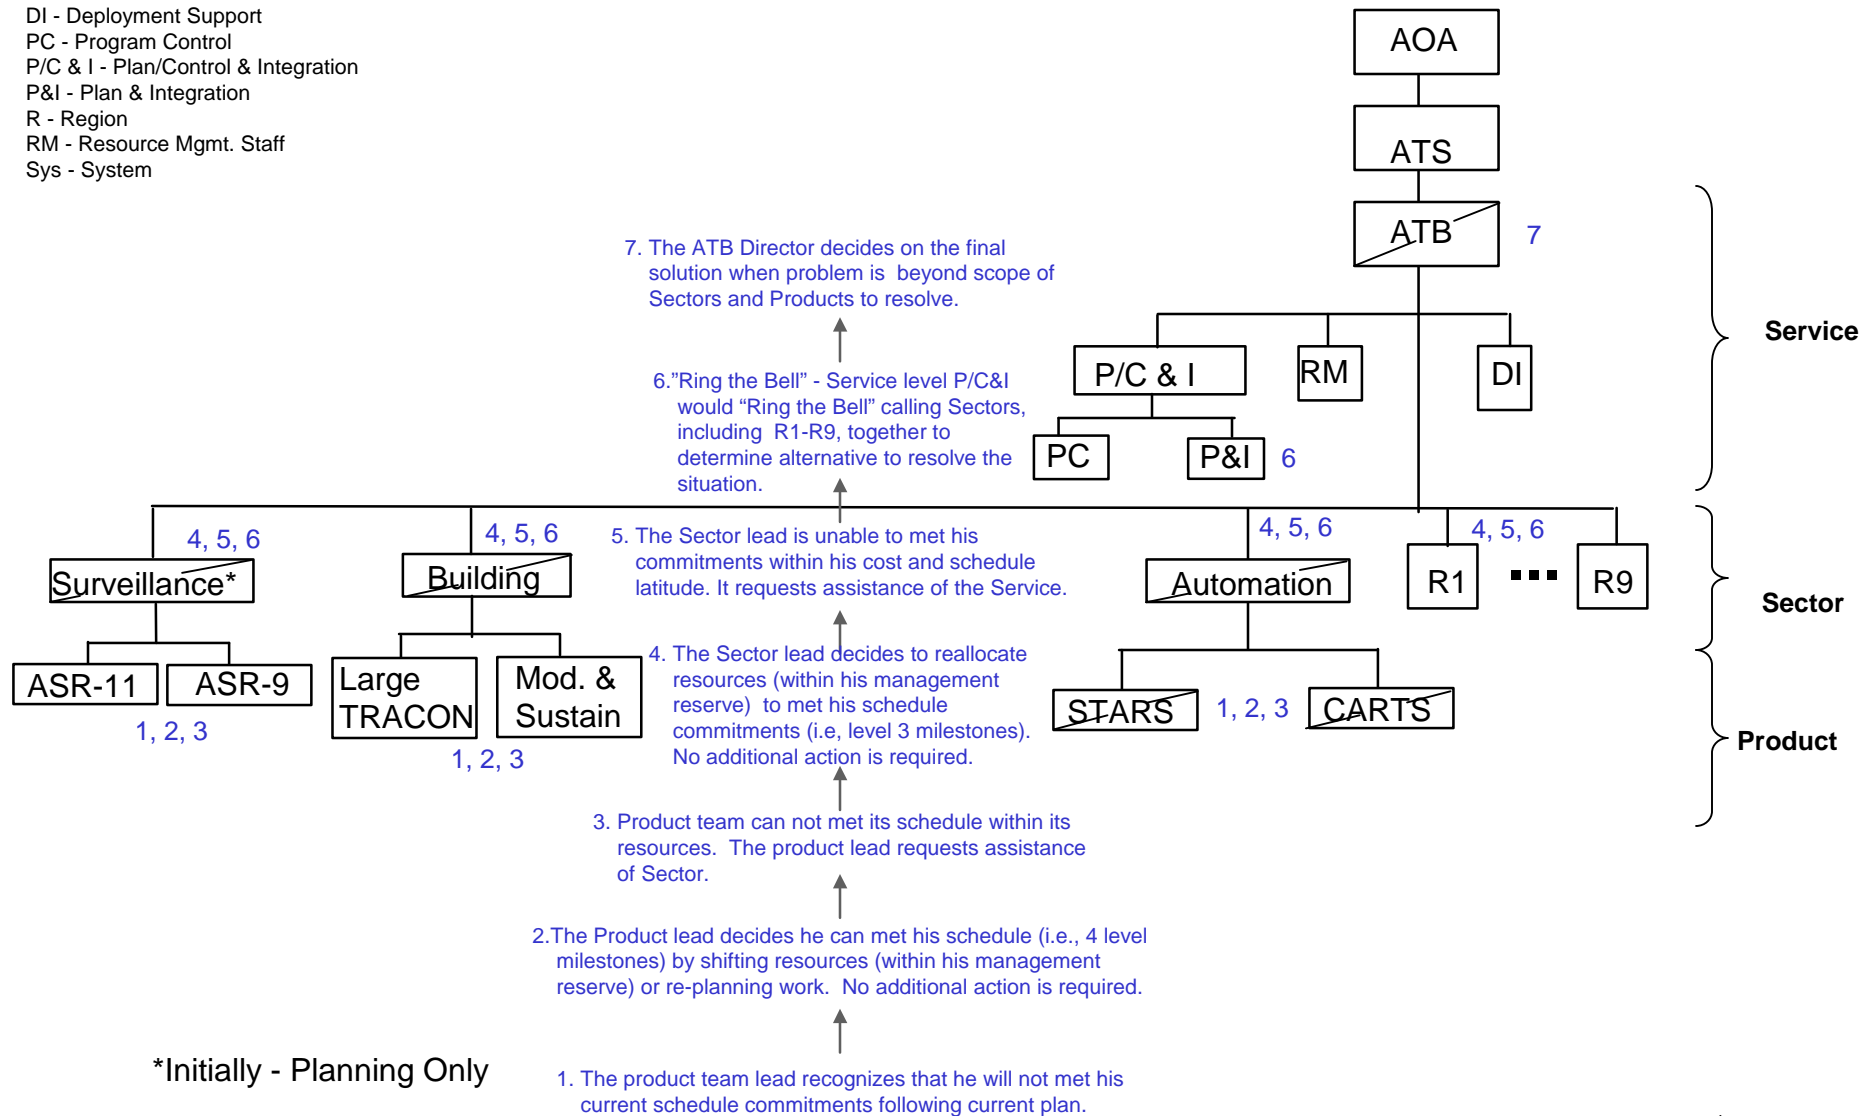 DI - Deployment Support
PC - Program Control
P/C & I - Plan/Control & Integration
P&I - Plan & Integration
R - Region
RM - Resource Mgmt. Staff
Sys - System
AOA
ATS
ATB
7
Service
7. The ATB Director decides on the final
solution when problem is beyond scope of
Sectors and Products to resolve.
P/C & I
RM
DI
PC
P&I
6
6."Ring the Bell" - Service level P/C&I
would “Ring the Bell” calling Sectors,
including R1-R9, together to
determine alternative to resolve the
situation.
4, 5, 6
Surveillance*
4, 5, 6
Building
4, 5, 6
Automation
4, 5, 6
R1
R9
Sector
5. The Sector lead is unable to met his
commitments within his cost and schedule
latitude. It requests assistance of the Service.
ASR-11
ASR-9
1, 2, 3
Large
TRACON
Mod. &
Sustain
1, 2, 3
4. The Sector lead decides to reallocate
resources (within his management
reserve) to met his schedule
commitments (i.e, level 3 milestones).
No additional action is required.
STARS
1, 2, 3
CARTS
Product
3. Product team can not met its schedule within its
resources. The product lead requests assistance
of Sector.
2.The Product lead decides he can met his schedule (i.e., 4 level
milestones) by shifting resources (within his management
reserve) or re-planning work. No additional action is required.
*Initially - Planning Only
1. The product team lead recognizes that he will not met his
current schedule commitments following current plan.